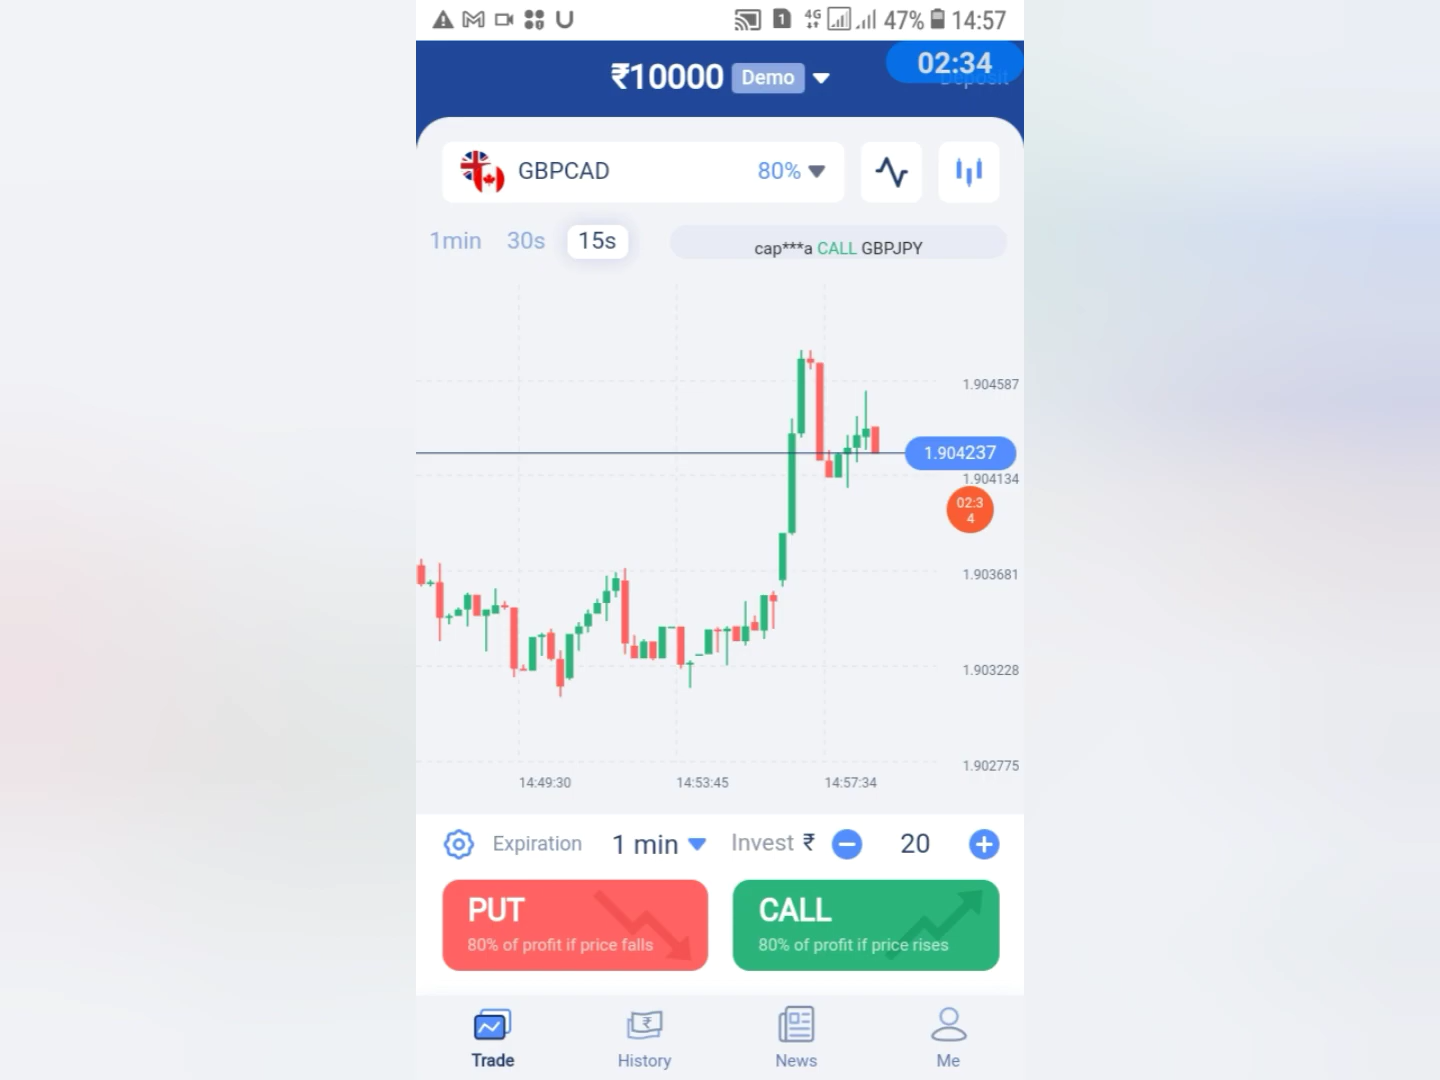 1 4G 47% 14:57
₹10000 Demo
02:34
Deposit
GBPCAD 80%
1min 30s 15s
cap***a CALL GBPJPY
1.904587
1.904237
1.904134
02:3
4
1.903681
1.903228
1.902775
14:49:30 14:53:45 14:57:34
Expiration 1 min Invest ₹ 20
PUT
80% of profit if price falls
CALL
80% of profit if price rises
Trade History News Me